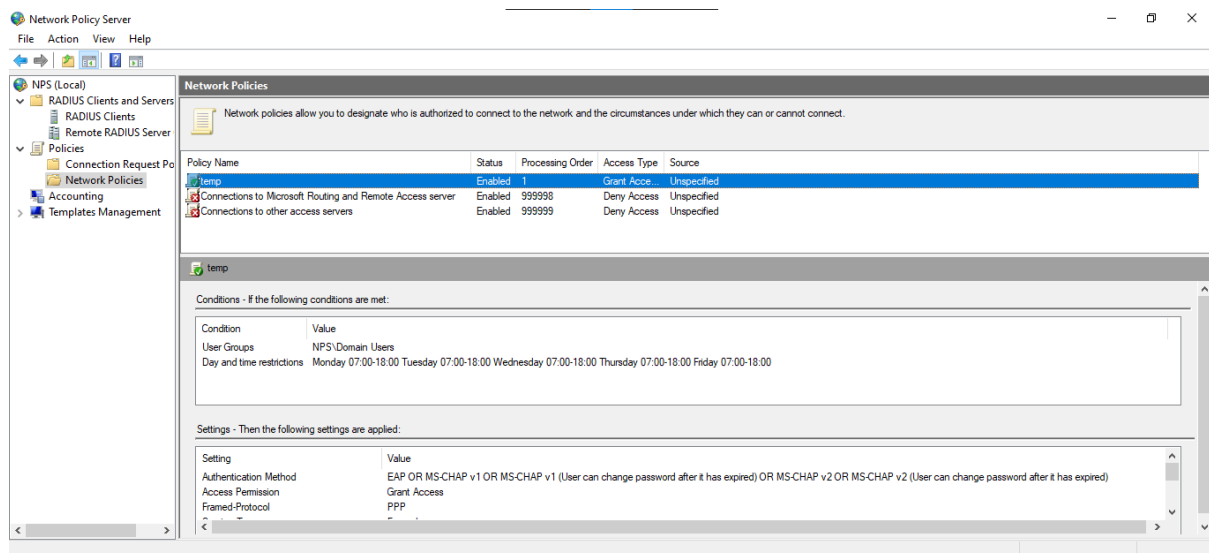 Network Policy Server
File Action View Help
NPS (Local)
RADIUS Clients and Servers
RADIUS Clients
Remote RADIUS Server
Policies
Connection Request Po
Network Policies
Accounting
Templates Management
Network Policies
Network policies allow you to designate who is authorized to connect to the network and the circumstances under which they can or cannot connect.
Policy Name Status Processing Order Access Type Source
temp Enabled 1 Grant Acce... Unspecified
Connections to Microsoft Routing and Remote Access server Enabled 999998 Deny Access Unspecified
Connections to other access servers Enabled 999999 Deny Access Unspecified
temp
Conditions - If the following conditions are met:
Condition Value
User Groups NPS\Domain Users
Day and time restrictions Monday 07:00-18:00 Tuesday 07:00-18:00 Wednesday 07:00-18:00 Thursday 07:00-18:00 Friday 07:00-18:00
Settings - Then the following settings are applied:
Setting Value
Authentication Method EAP OR MS-CHAP v1 OR MS-CHAP v1 (User can change password after it has expired) OR MS-CHAP v2 OR MS-CHAP v2 (User can change password after it has expired)
Access Permission Grant Access
Framed-Protocol PPP